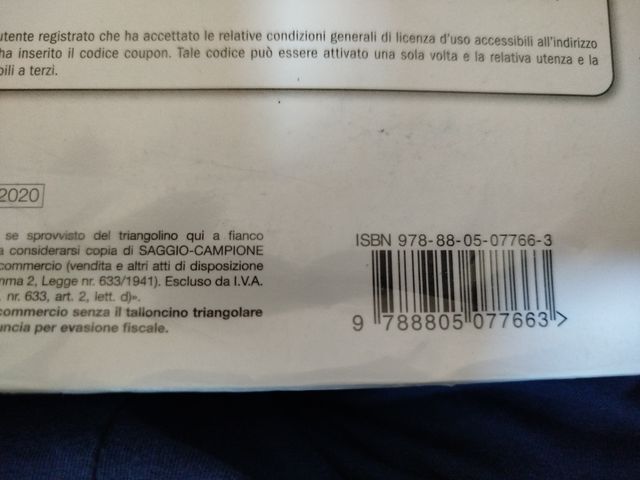 utente registrato che ha accettato le relative condizioni generali di licenza d'uso accessibili all'indirizzo
ha inserito il codice coupon. Tale codice può essere attivato una sola volta e la relativa utenza e la
bili a terzi.
2020
se sprovvisto del triangolino qui a fianco
a considerarsi copia di SAGGIO-CAMPIONE
commercio (vendita e altri atti di disposizione
mma 2, Legge nr. 633/1941). Escluso da I.V.A.
. nr. 633, art. 2, lett. d)».
commercio senza il talloncino triangolare
uncia per evasione fiscale.
ISBN 978-88-05-07766-3
9 788805 077663 >